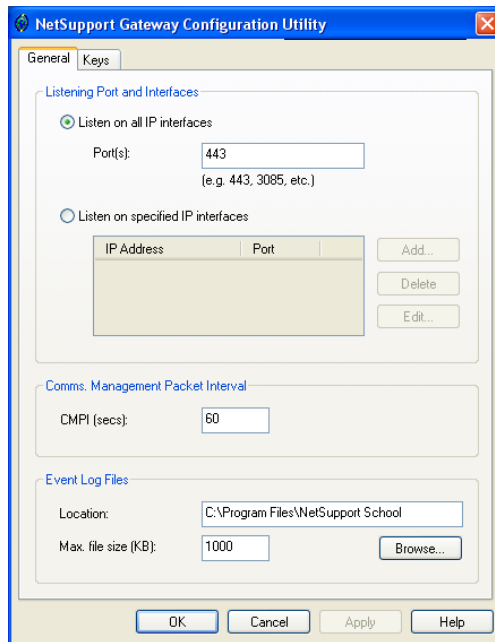 NetSupport Gateway Configuration Utility
General Keys
Listening Port and Interfaces
Listen on all IP interfaces
Port(s): 443
(e.g. 443, 3085, etc.)
Listen on specified IP interfaces
IP Address Port
Add...
Delete
Edit...
Comms. Management Packet Interval
CMPI (secs): 60
Event Log Files
Location: C:\Program Files\NetSupport School
Max. file size (KB): 1000 Browse...
OK Cancel Apply Help